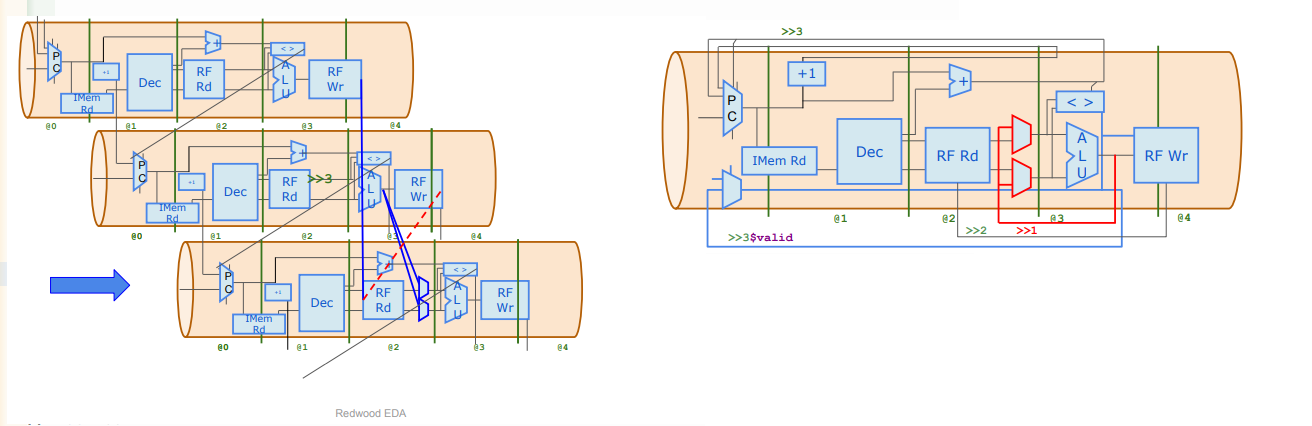 P
C
+1
IMem
Rd
Dec
RF
Rd
+
< >
A
L
U
RF
Wr
@0
@1
@2
@3
@4
P
C
+1
IMem
Rd
Dec
RF
Rd
>>3
+
< >
A
L
U
RF
Wr
@0
@1
@2
@3
@4
P
C
+1
IMem
Rd
Dec
RF
Rd
+
< >
A
L
U
RF
Wr
@0
@1
@2
@3
@4
Redwood EDA
>>3
P
C
+1
IMem Rd
Dec
RF Rd
+
< >
A
L
U
RF Wr
@1
@2
@3
@4
>>2
>>1
>>3$valid